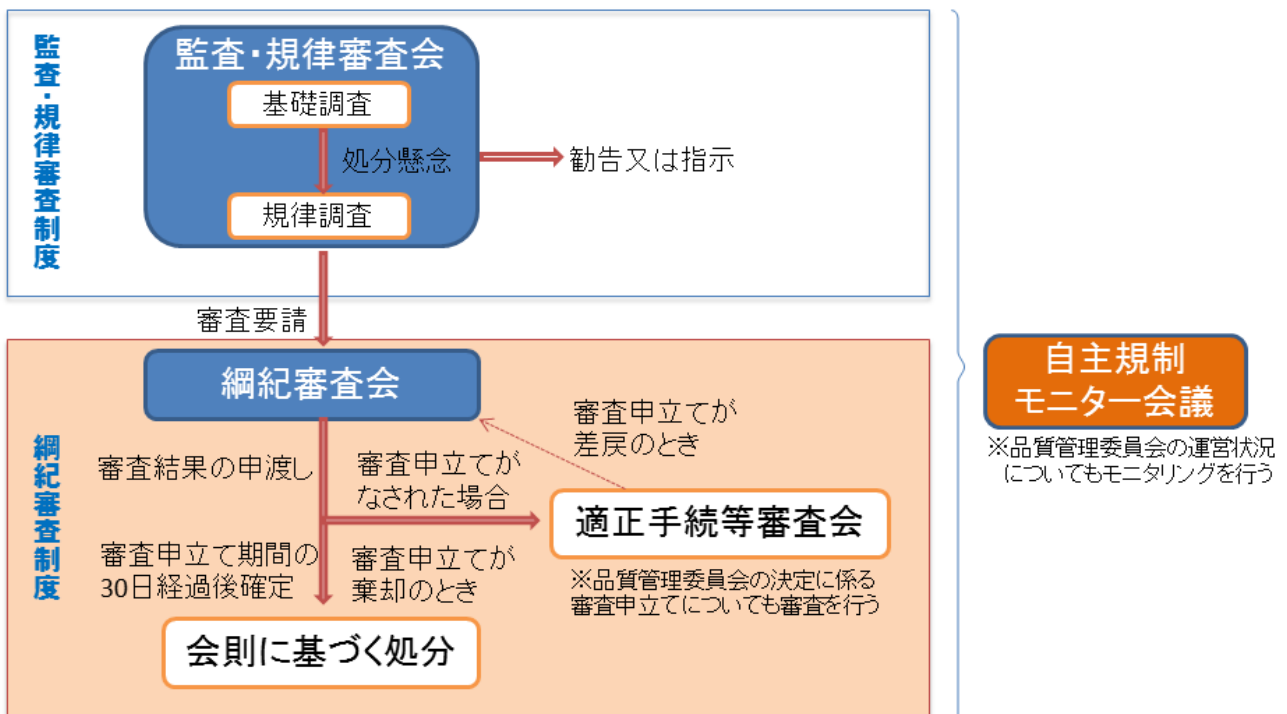 監査・規律審査制度
監査・規律審査会
基礎調査
処分懸念
勧告又は指示
規律調査
審査要請
綱紀審査制度
綱紀審査会
審査結果の申渡し
審査申立てが
なされた場合
審査申立てが
差戻のとき
適正手続等審査会
※品質管理委員会の決定に係る
審査申立てについても審査を行う
審査申立て期間の
30日経過後確定
審査申立てが
棄却のとき
会則に基づく処分
自主規制
モニター会議
※品質管理委員会の運営状況
についてもモニタリングを行う